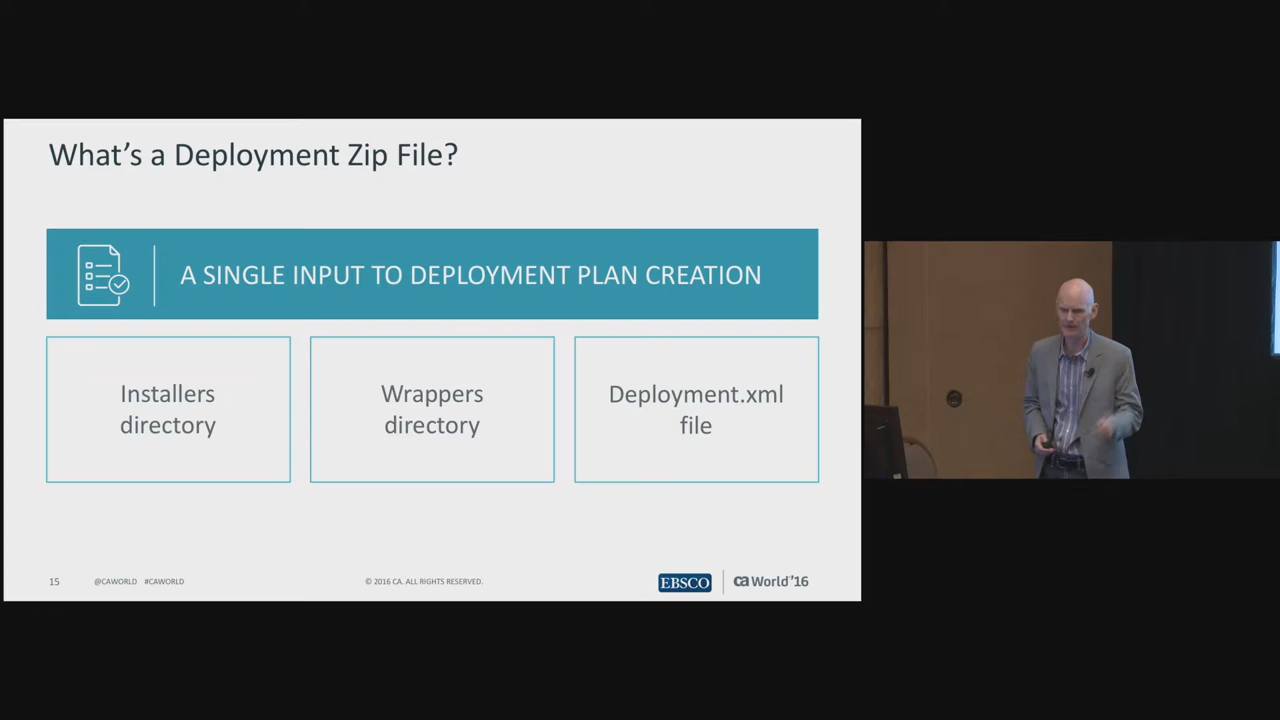 What's a Deployment Zip File?
A SINGLE INPUT TO DEPLOYMENT PLAN CREATION
Installers
directory
Wrappers
directory
Deployment.xml
file
15 @CAWORLD #CAWORLD © 2016 CA. ALL RIGHTS RESERVED. EBSCO ca World'16